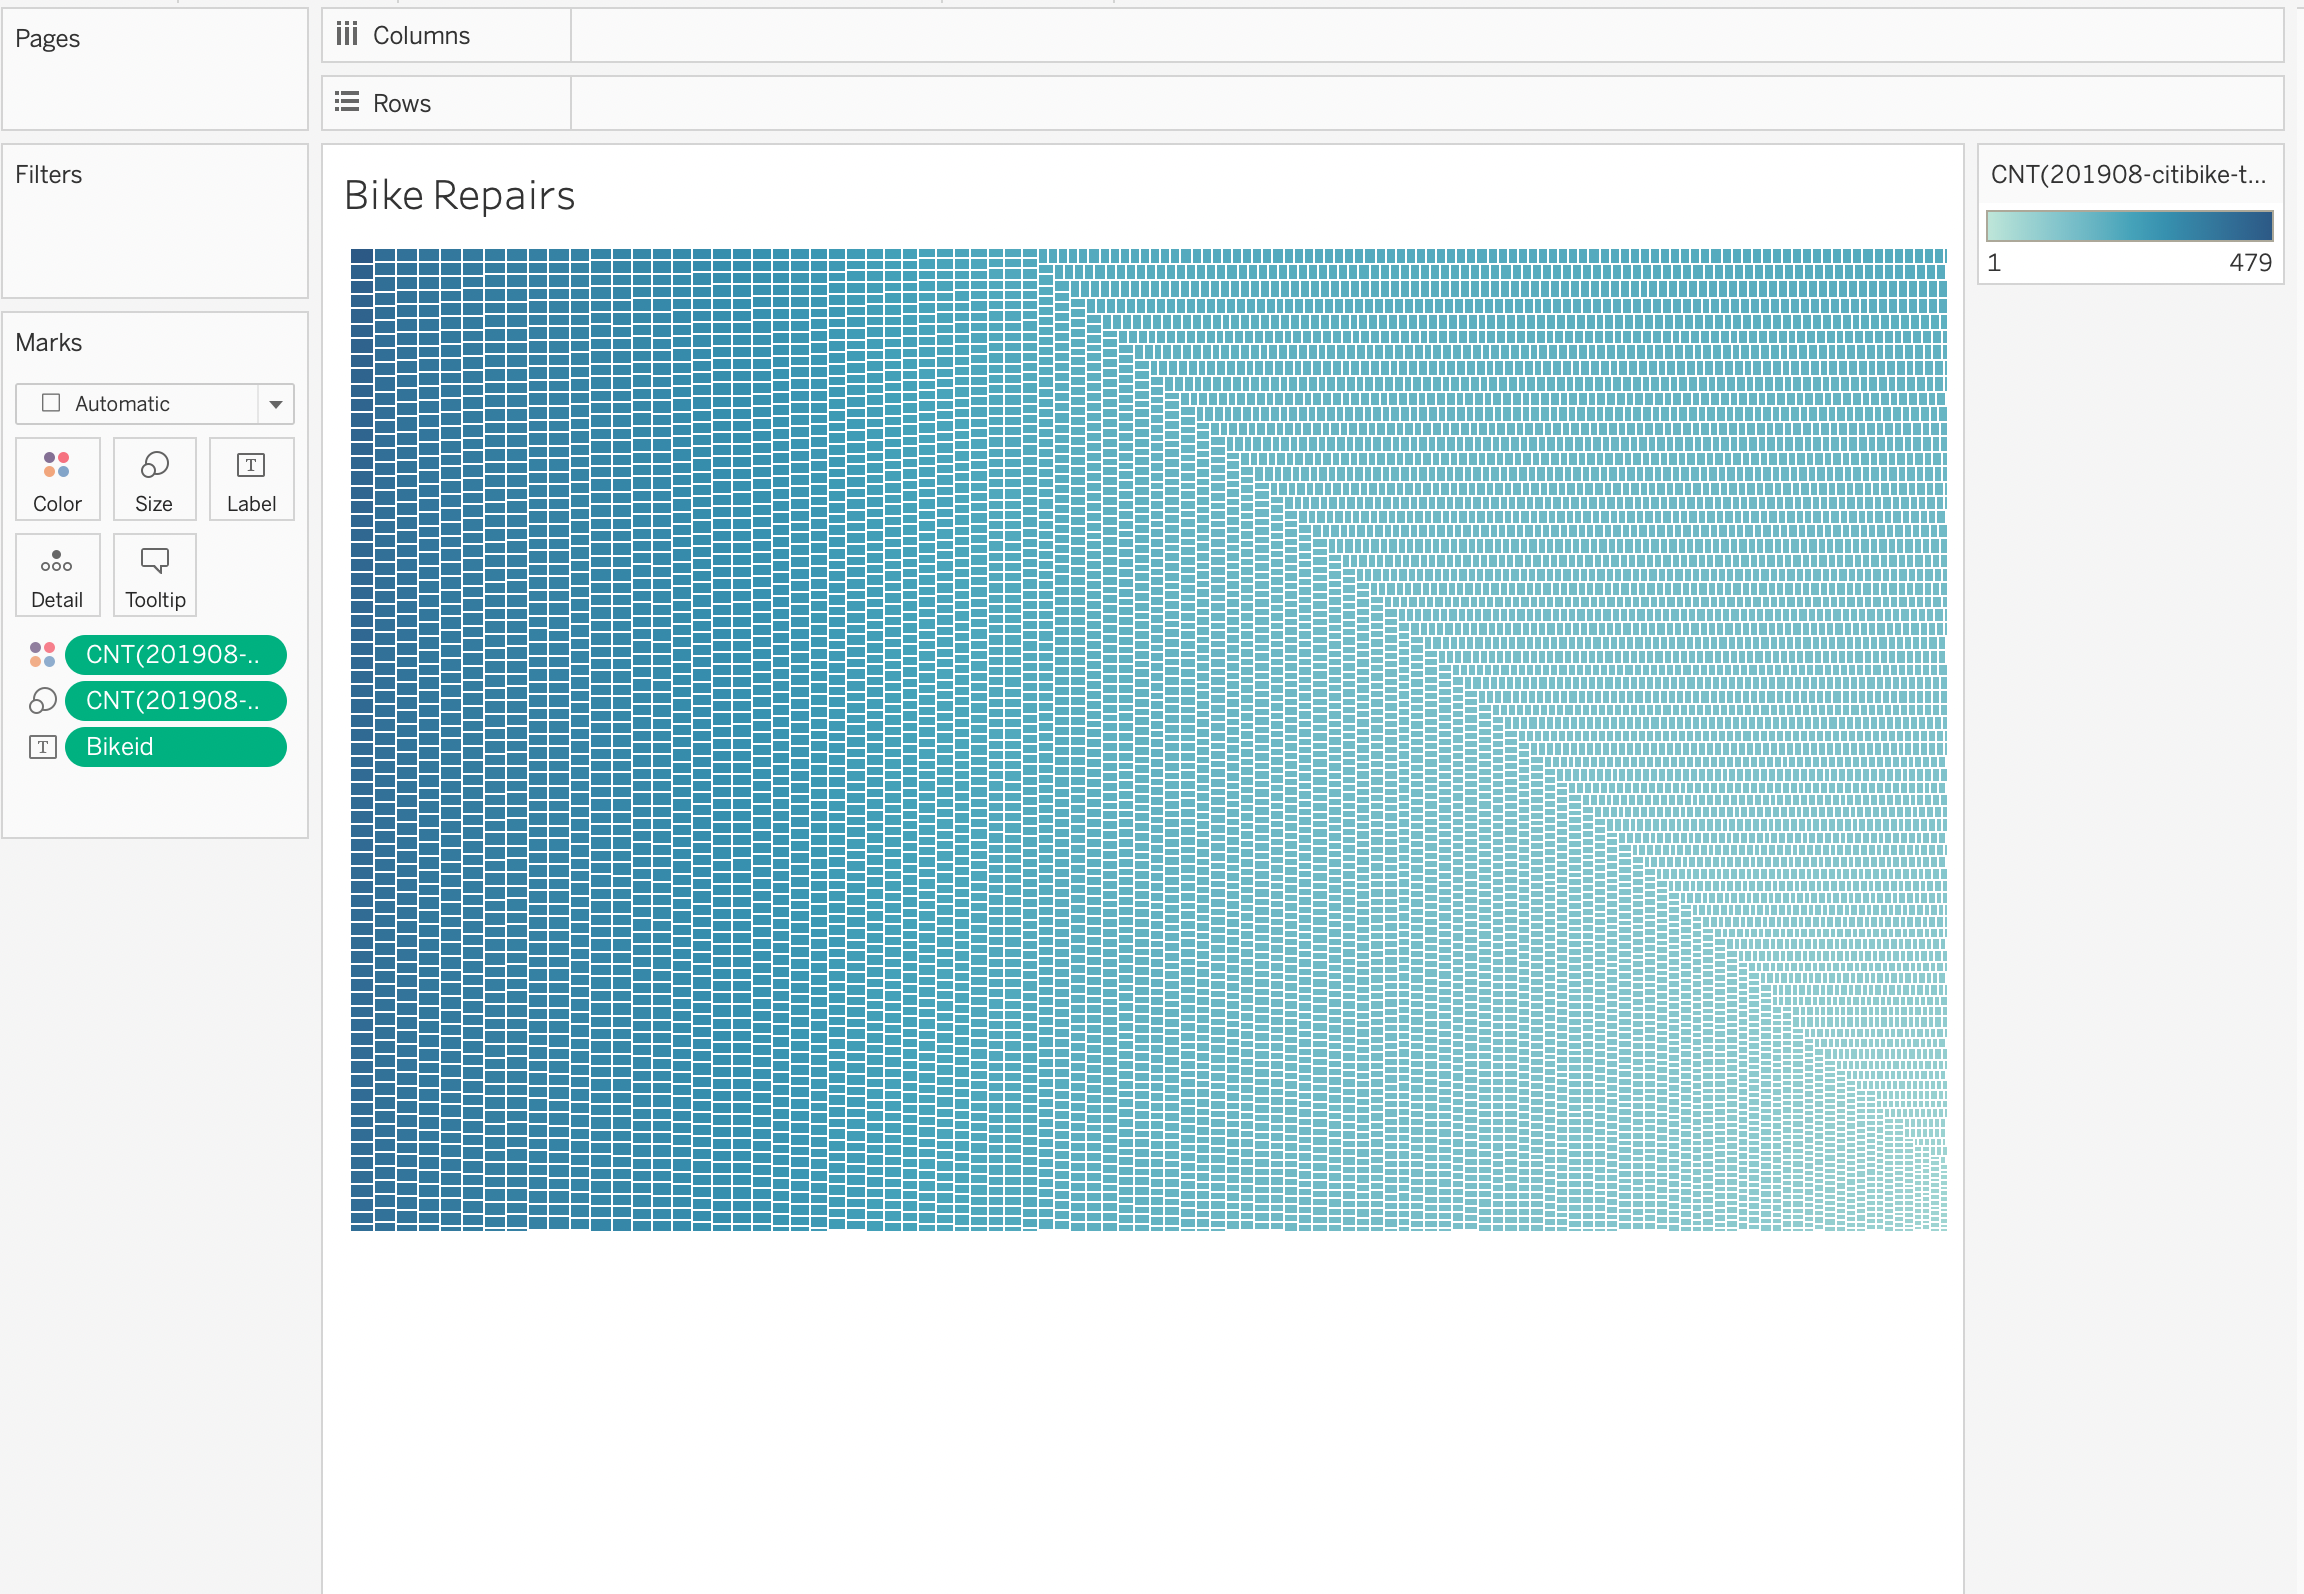 Pages
Columns
Rows
Filters
Bike Repairs
CNT(201908-citibike-t...
1
479
Marks
Automatic
Color
Size
T
Label
Detail
Tooltip
CNT(201908-..
CNT(201908-..
T
Bikeid